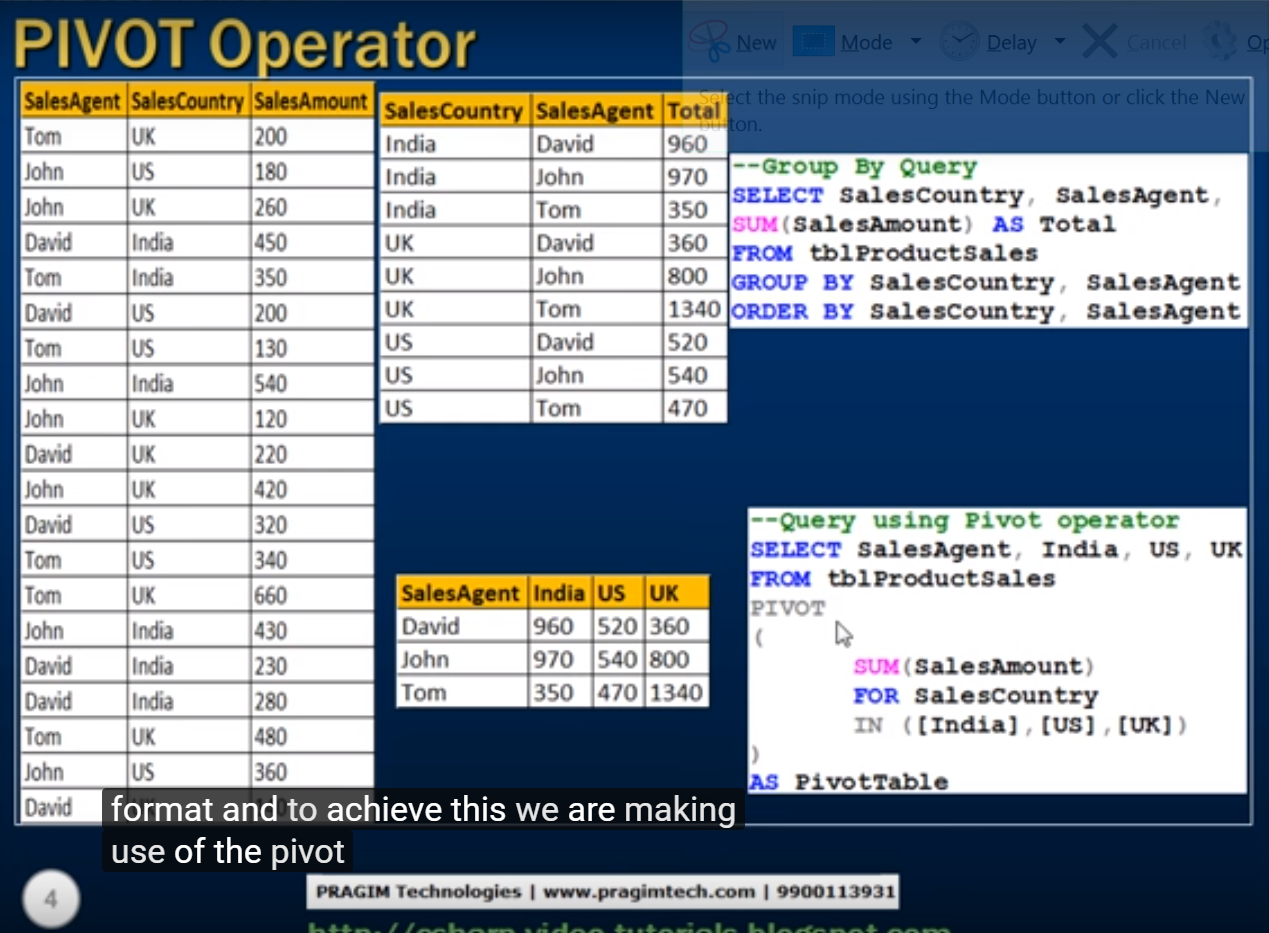 PIVOT Operator
New Mode Delay Cancel
Select the snip mode using the Mode button or click the New
button.
SalesAgent SalesCountry SalesAmount
Tom UK 200
John US 180
John UK 260
David India 450
Tom India 350
David US 200
Tom US 130
John India 540
John UK 120
David UK 220
John UK 420
David US 320
Tom US 340
Tom UK 660
John India 430
David India 230
David India 280
Tom UK 480
John US 360
David
SalesCountry SalesAgent Total
India David 960
India John 970
India Tom 350
UK David 360
UK John 800
UK Tom 1340
US David 520
US John 540
US Tom 470
--Group By Query
SELECT SalesCountry, SalesAgent,
SUM(SalesAmount) AS Total
FROM tblProductSales
GROUP BY SalesCountry, SalesAgent
ORDER BY SalesCountry, SalesAgent
SalesAgent India US UK
David 960 520 360
John 970 540 800
Tom 350 470 1340
--Query using Pivot operator
SELECT SalesAgent, India, US, UK
FROM tblProductSales
PIVOT
(
SUM(SalesAmount)
FOR SalesCountry
IN ([India],[US],[UK])
)
AS PivotTable
format and to achieve this we are making
use of the pivot
4
PRAGIM Technologies | www.pragimtech.com | 9900113931